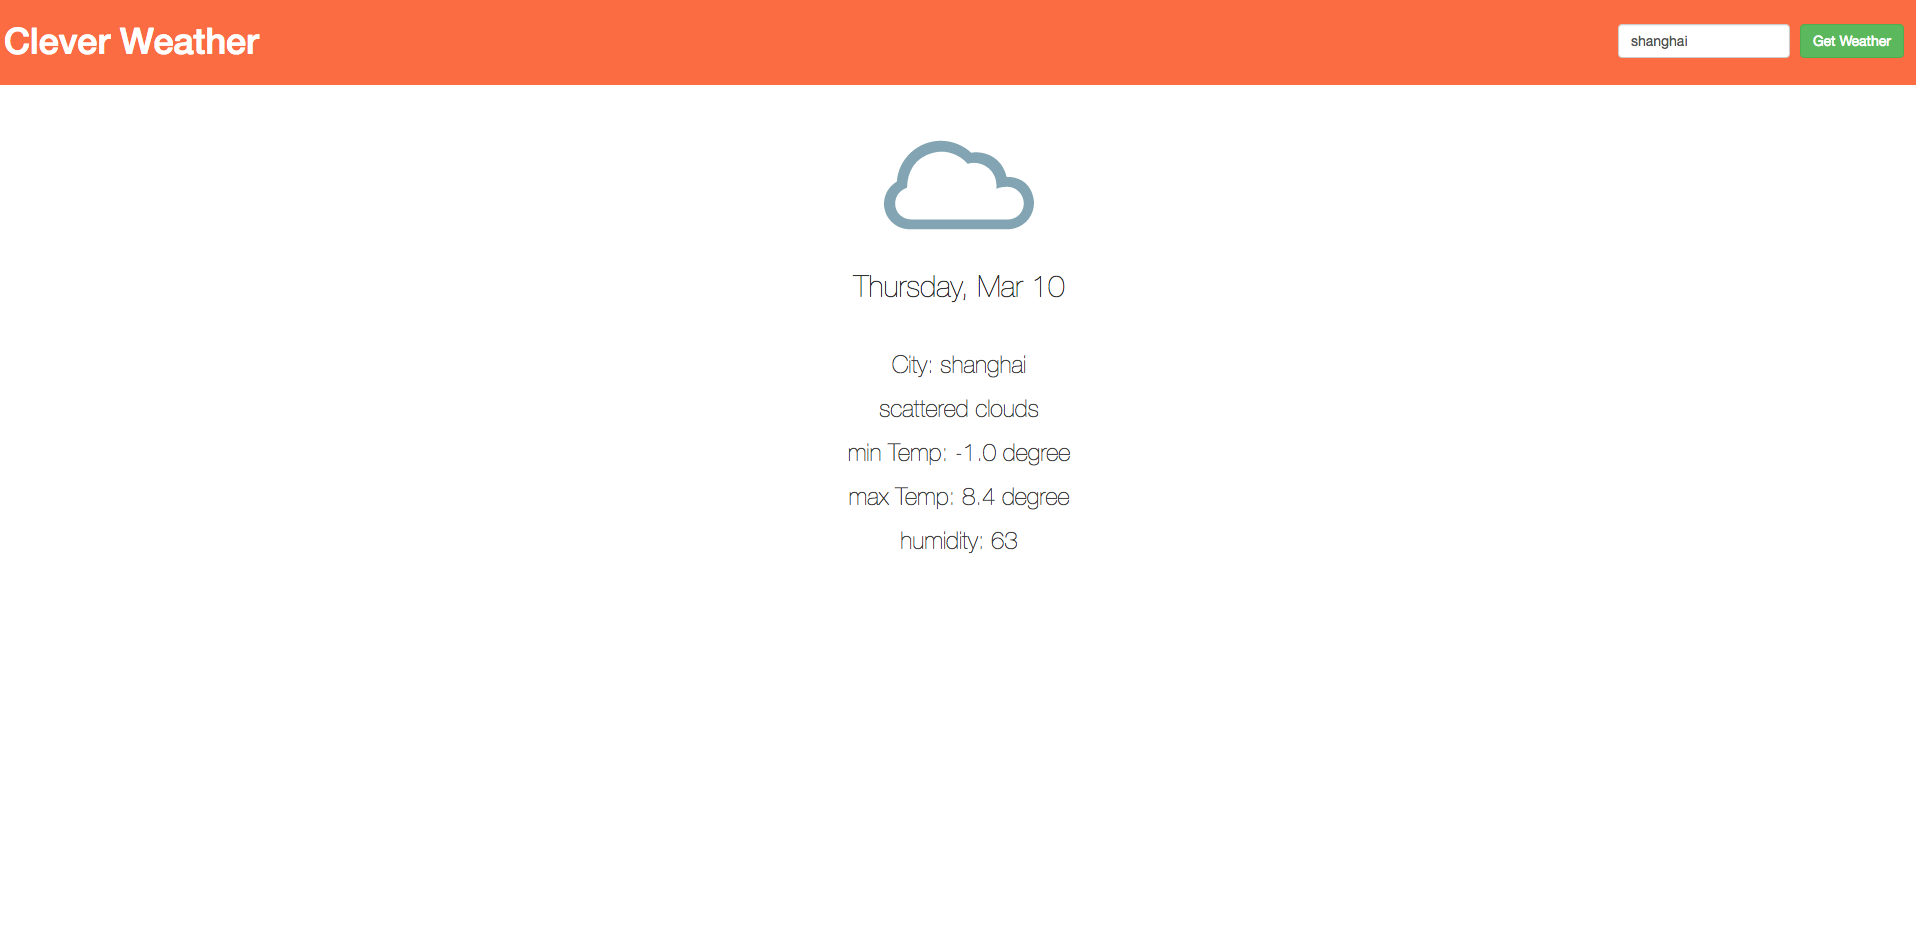 Clever Weather
shanghai
Get Weather
Thursday, Mar 10
City: shanghai
scattered clouds
min Temp: -1.0 degree
max Temp: 8.4 degree
humidity: 63